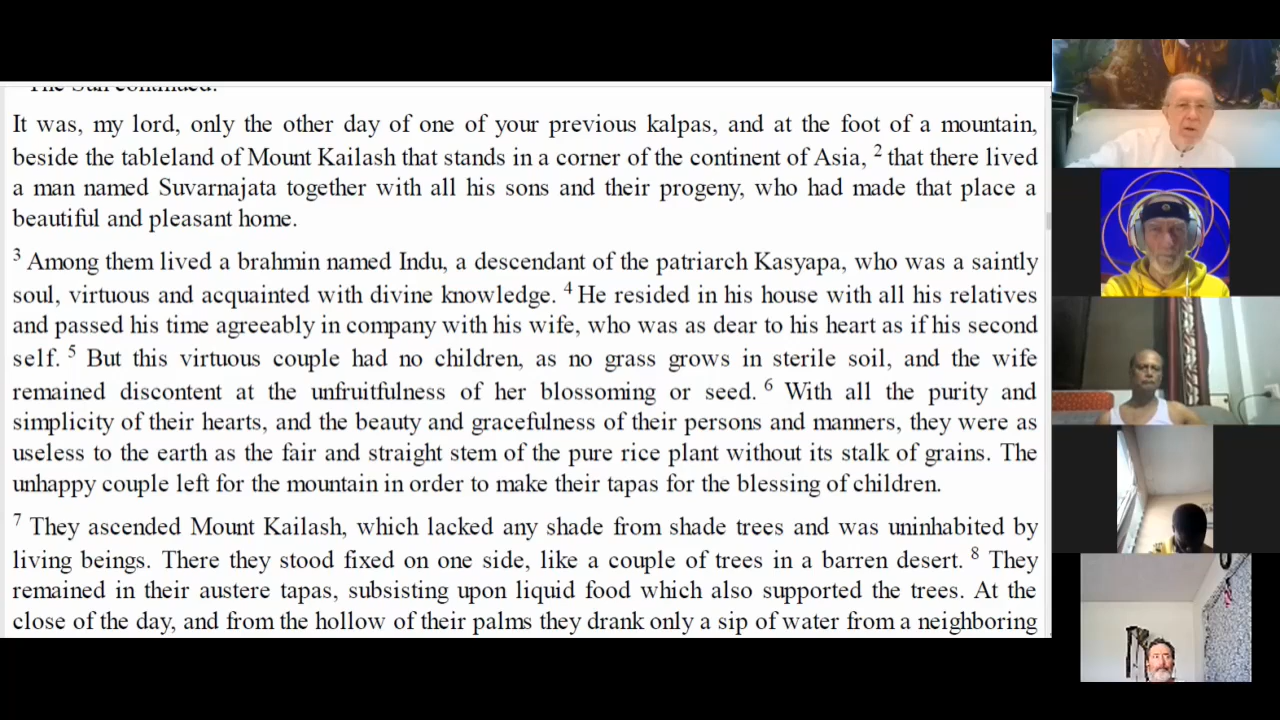 The Sun continued:
It was, my lord, only the other day of one of your previous kalpas, and at the foot of a mountain,
beside the tableland of Mount Kailash that stands in a corner of the continent of Asia, 2 that there lived
a man named Suvarnajata together with all his sons and their progeny, who had made that place a
beautiful and pleasant home.
3 Among them lived a brahmin named Indu, a descendant of the patriarch Kasyapa, who was a saintly
soul, virtuous and acquainted with divine knowledge. 4 He resided in his house with all his relatives
and passed his time agreeably in company with his wife, who was as dear to his heart as if his second
self. 5 But this virtuous couple had no children, as no grass grows in sterile soil, and the wife
remained discontent at the unfruitfulness of her blossoming or seed. 6 With all the purity and
simplicity of their hearts, and the beauty and gracefulness of their persons and manners, they were as
useless to the earth as the fair and straight stem of the pure rice plant without its stalk of grains. The
unhappy couple left for the mountain in order to make their tapas for the blessing of children.
7 They ascended Mount Kailash, which lacked any shade from shade trees and was uninhabited by
living beings. There they stood fixed on one side, like a couple of trees in a barren desert. 8 They
remained in their austere tapas, subsisting upon liquid food which also supported the trees. At the
close of the day, and from the hollow of their palms they drank only a sip of water from a neighboring